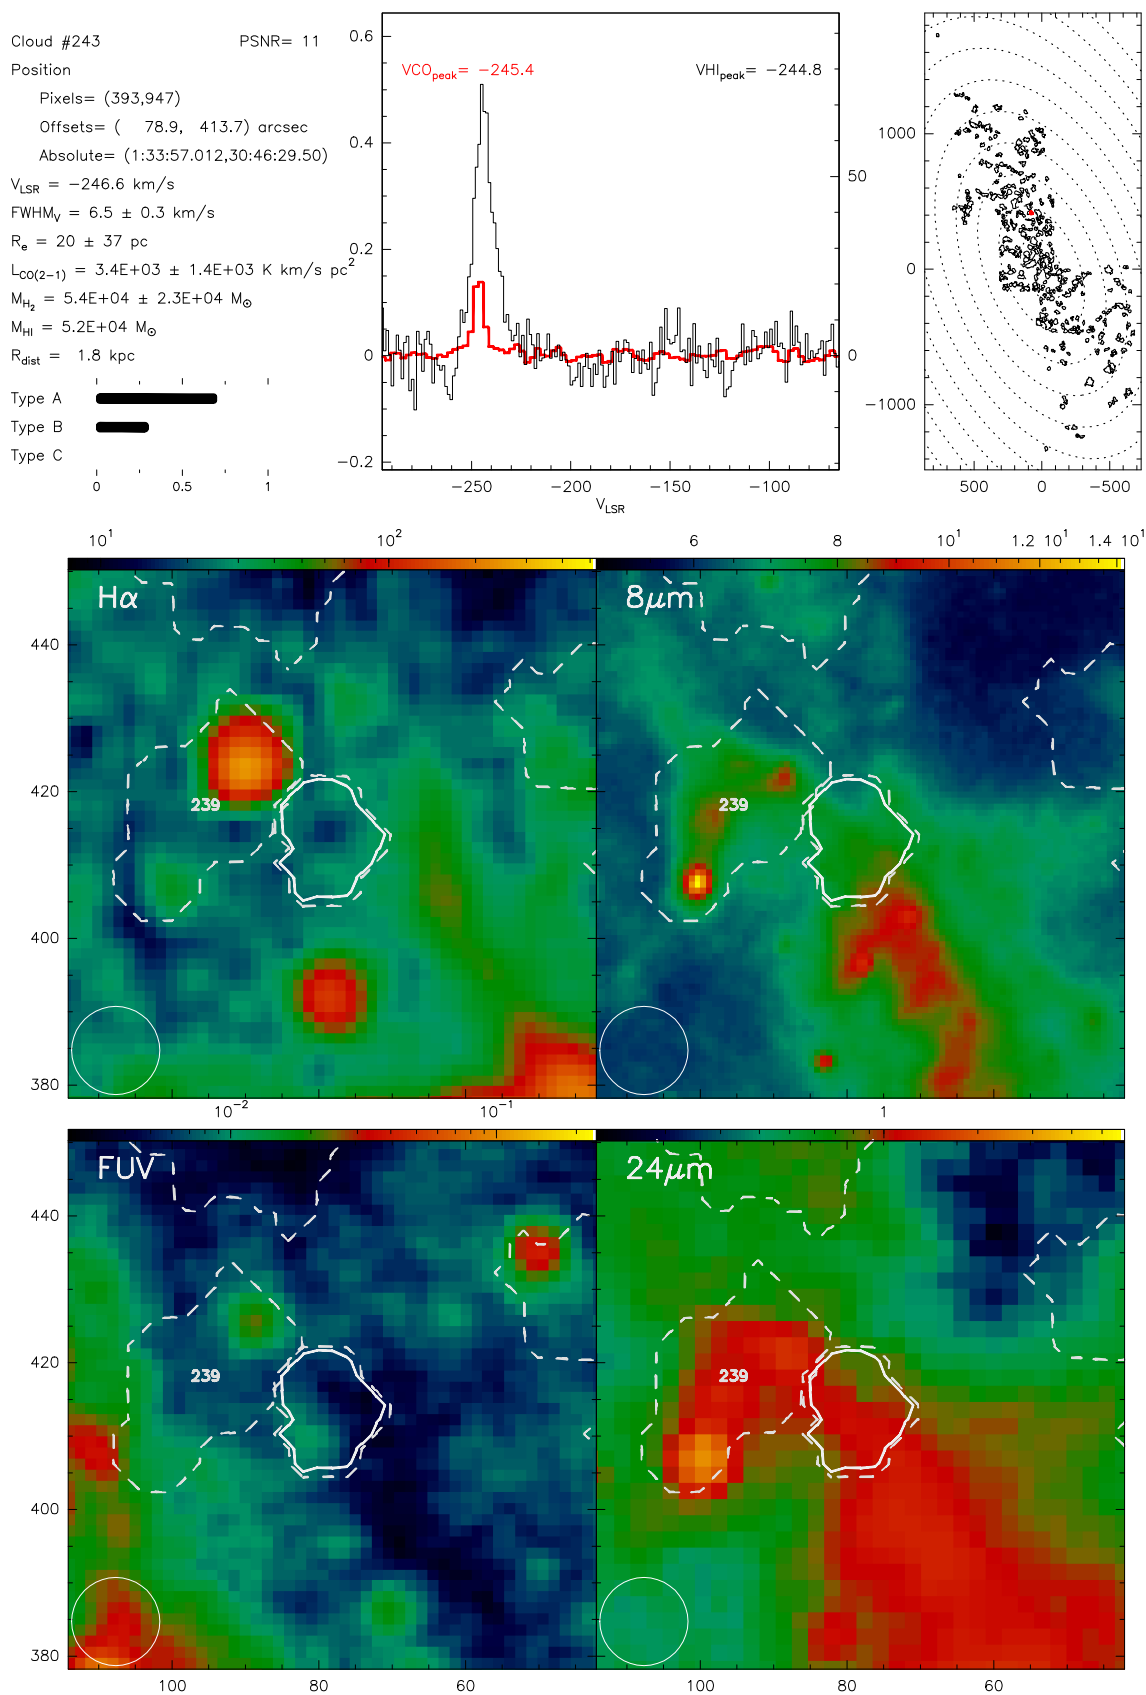 Cloud #243 PSNR= 11
Position
Pixels= (393,947)
Offsets= ( 78.9, 413.7) arcsec
Absolute= (1:33:57.012,30:46:29.50)
V_LSR = −246.6 km/s
FWHM_V = 6.5 ± 0.3 km/s
R_e = 20 ± 37 pc
L_CO(2−1) = 3.4E+03 ± 1.4E+03 K km/s pc²
M_H₂ = 5.4E+04 ± 2.3E+04 M⊙
M_HI = 5.2E+04 M⊙
R_dist = 1.8 kpc
Type A
Type B
Type C
0 0.5 1
VCO_peak= −245.4 VHI_peak= −244.8
0.6
0.4
0.2
0
−0.2
50
0
−250 −200 −150 −100
V_LSR
1000
0
−1000
500 0 −500
10¹ 10² 6 8 10¹ 1.2 10¹ 1.4 10¹
Hα 8μm
440
420
400
380
239 239
10⁻² 10⁻¹ 1
FUV 24μm
440
420
400
380
239 239
100 80 60 100 80 60